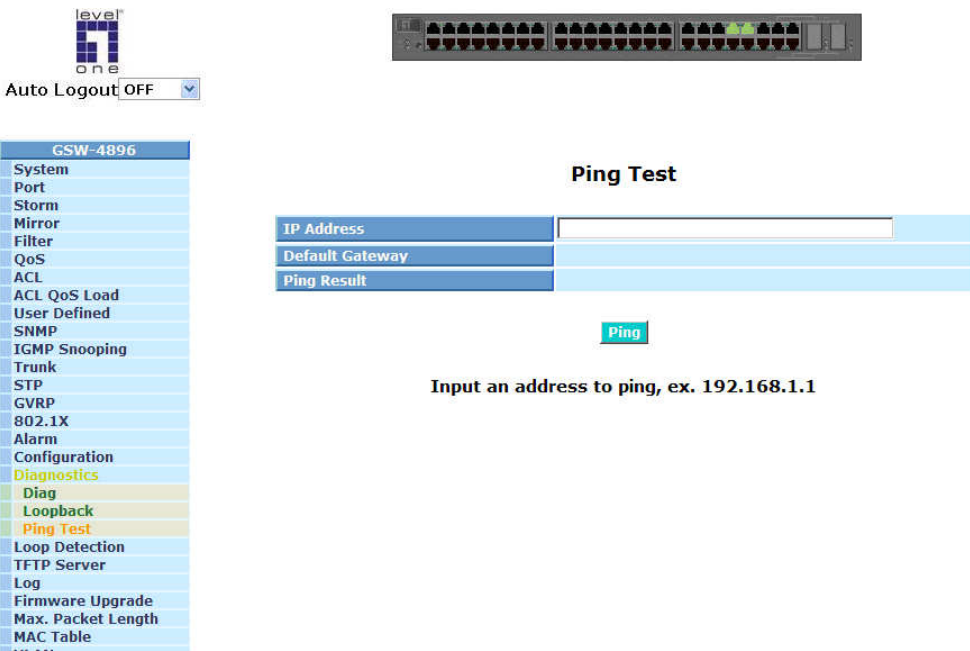 level
one
Auto Logout OFF
GSW-4896
System
Port
Storm
Mirror
Filter
QoS
ACL
ACL QoS Load
User Defined
SNMP
IGMP Snooping
Trunk
STP
GVRP
802.1X
Alarm
Configuration
Diagnostics
Diag
Loopback
Ping Test
Loop Detection
TFTP Server
Log
Firmware Upgrade
Max. Packet Length
MAC Table
Ping Test
IP Address
Default Gateway
Ping Result
Ping
Input an address to ping, ex. 192.168.1.1